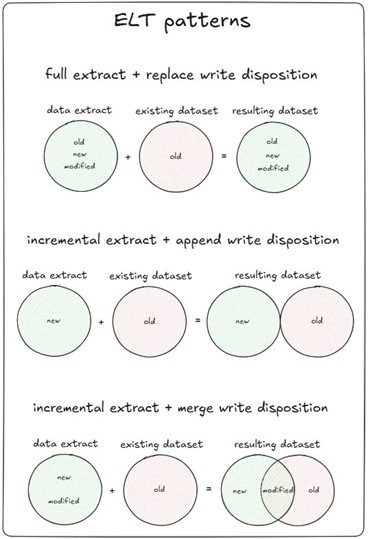 ELT patterns
full extract + replace write disposition
data extract existing dataset resulting dataset
old old
new + old = new
modified modified
incremental extract + append write disposition
data extract existing dataset resulting dataset
new + old = new old
incremental extract + merge write disposition
data extract existing dataset resulting dataset
new
modified + old = new modified old